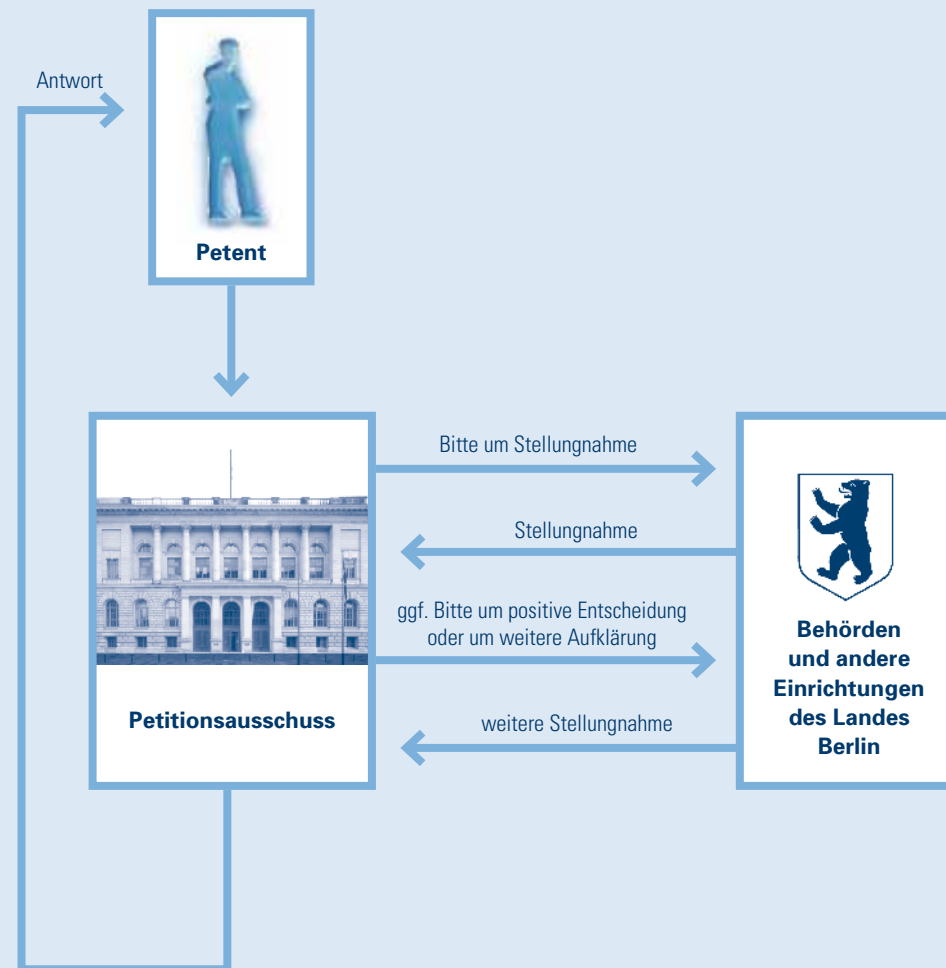 Antwort
Petent
Bitte um Stellungnahme
Stellungnahme
ggf. Bitte um positive Entscheidung
oder um weitere Aufklärung
weitere Stellungnahme
Petitionsausschuss
Behörden
und andere
Einrichtungen
des Landes
Berlin